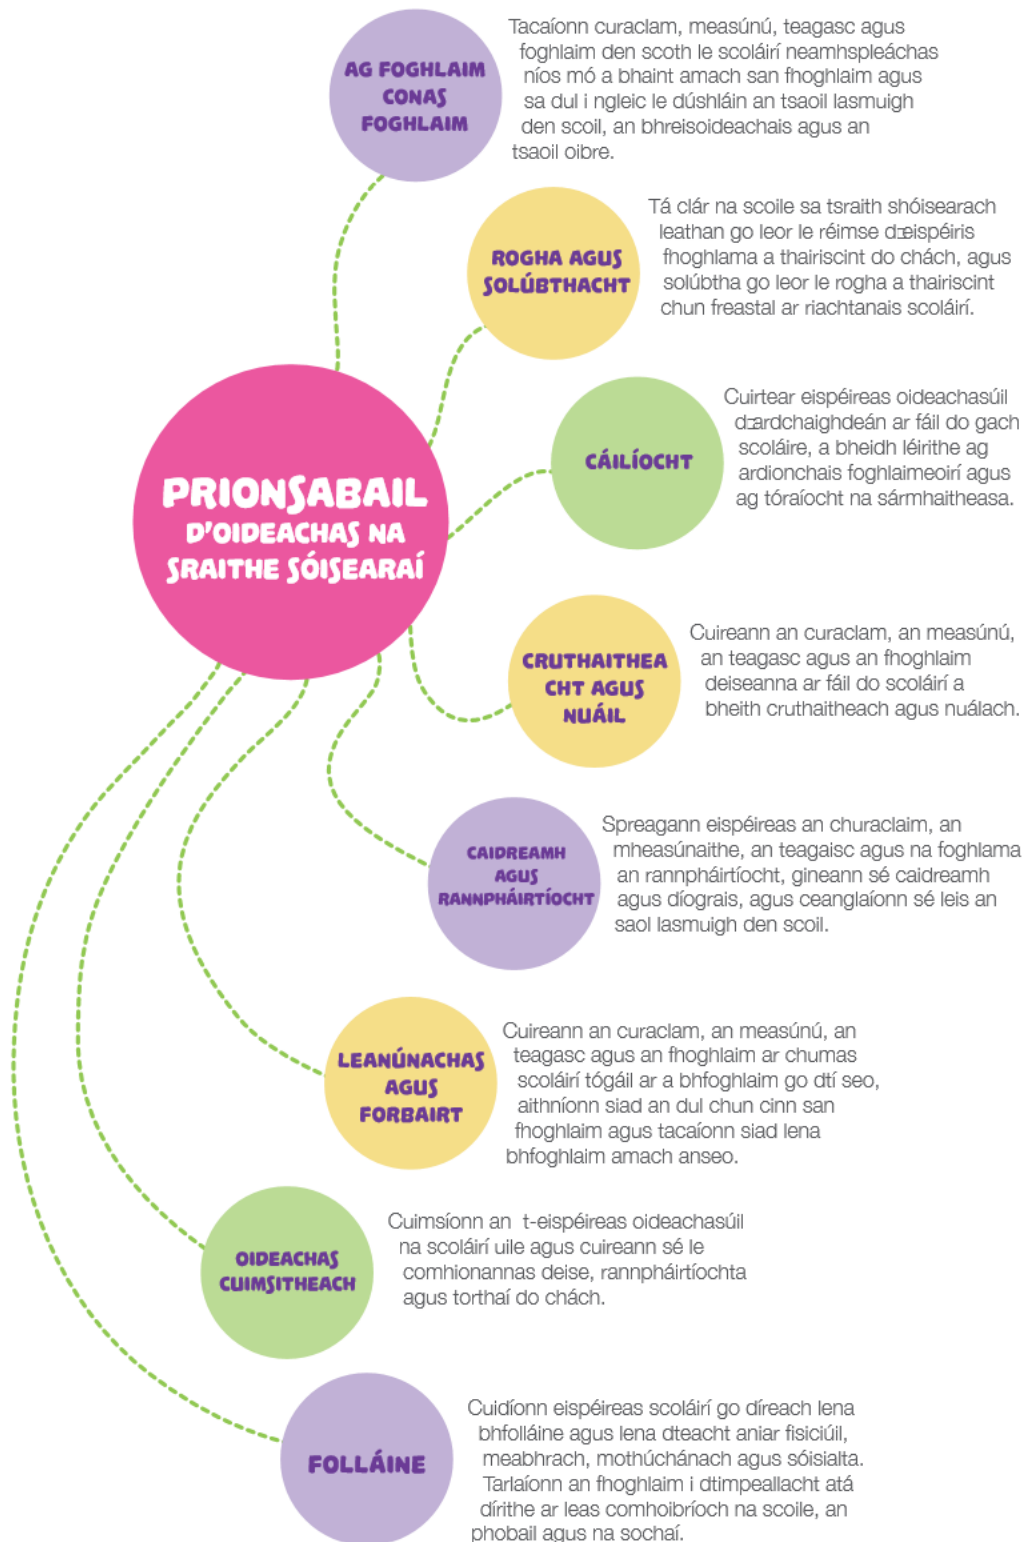 AG FOGHLAIM
CONAS
FOGHLAIM
Tacaíonn curaclam, measúnú, teagasc agus
foghlaim den scoth le scoláirí neamhspleáchas
níos mó a bhaint amach san fhoghlaim agus
sa dul i ngleic le dúshláin an tsaoil lasmuigh
den scoil, an bhreisoideachais agus an
tsaoil oibre.
ROGHA AGUS
SOLÚBTHACHT
Tá clár na scoile sa tsraith shóisearach
leathan go leor le réimse d'eispéiris
fhoghlama a thairiscint do chách, agus
solúbtha go leor le rogha a thairiscint
chun freastal ar riachtanais scoláirí.
CÁILÍOCHT
Cuirtear eispéireas oideachasúil
d'ardchaighdeán ar fáil do gach
scoláire, a bheidh léirithe ag
ardionchais foghlaimeoirí agus
ag tóraíocht na sármhaitheasa.
PRIONSABAIL
D'OIDEACHAS NA
SRAITHE SÓISEARAÍ
CRUTHAITHEA
CHT AGUS
NUÁIL
Cuireann an curaclam, an measúnú,
an teagasc agus an fhoghlaim
deiseanna ar fáil do scoláirí a
bheith cruthaitheach agus nuálach.
CAIDREAMH
AGUS
RANNPHÁIRTÍOCHT
Spreagann eispéireas an churaclaim, an
mheasúnaithe, an teagaisc agus na foghlama
an rannpháirtíocht, gineann sé caidreamh
agus díograis, agus ceanglaíonn sé leis an
saol lasmuigh den scoil.
LEANÚNACHAS
AGUS
FORBAIRT
Cuireann an curaclam, an measúnú, an
teagasc agus an fhoghlaim ar chumas
scoláirí tógáil ar a bhfoghlaim go dtí seo,
aithníonn siad an dul chun cinn san
fhoghlaim agus tacaíonn siad lena
bhfoghlaim amach anseo.
OIDEACHAS
CUIMSITHEACH
Cuimsíonn an t-eispéireas oideachasúil
na scoláirí uile agus cuireann sé le
comhionannas deise, rannpháirtíochta
agus torthaí do chách.
FOLLÁINE
Cuidíonn eispéireas scoláirí go díreach lena
bhfolláine agus lena dteacht aniar fisiciúil,
meabhrach, mothúchánach agus sóisialta.
Tarlaíonn an fhoghlaim i dtimpeallacht atá
dírithe ar leas comhoibríoch na scoile, an
phobail agus na sochaí.